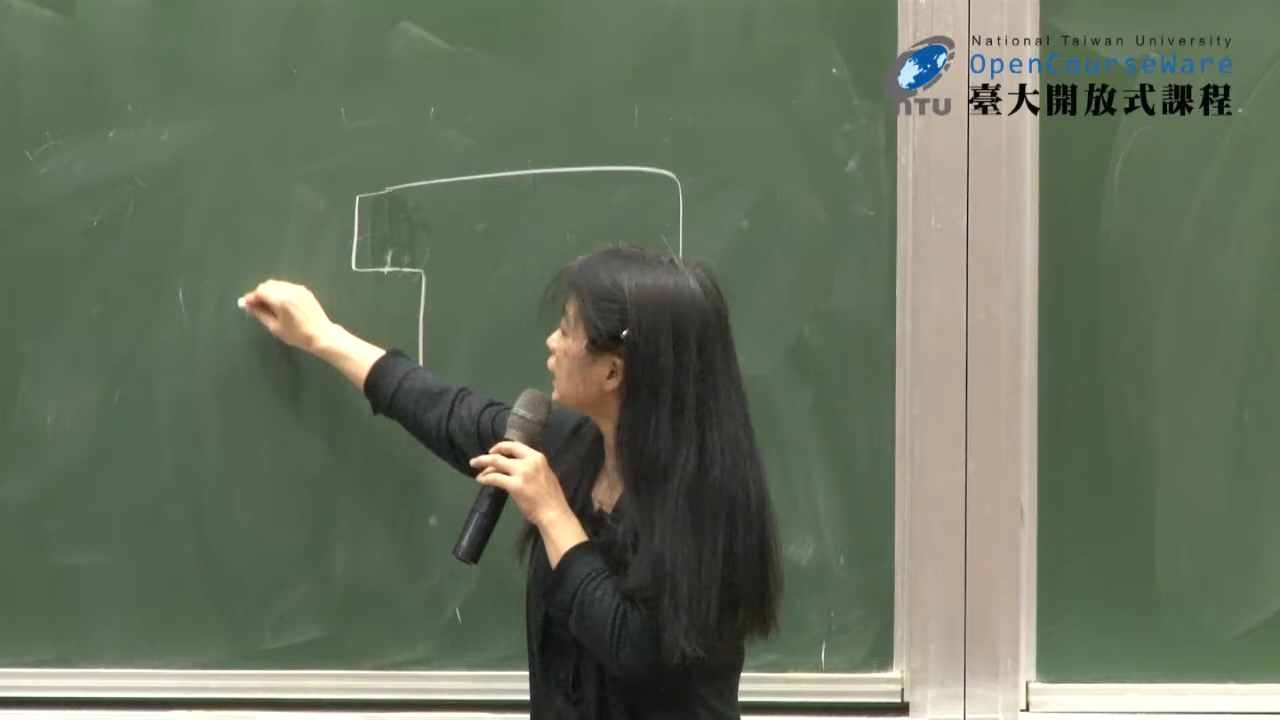 National Taiwan University
OpenCourseWare
NTU
臺大開放式課程